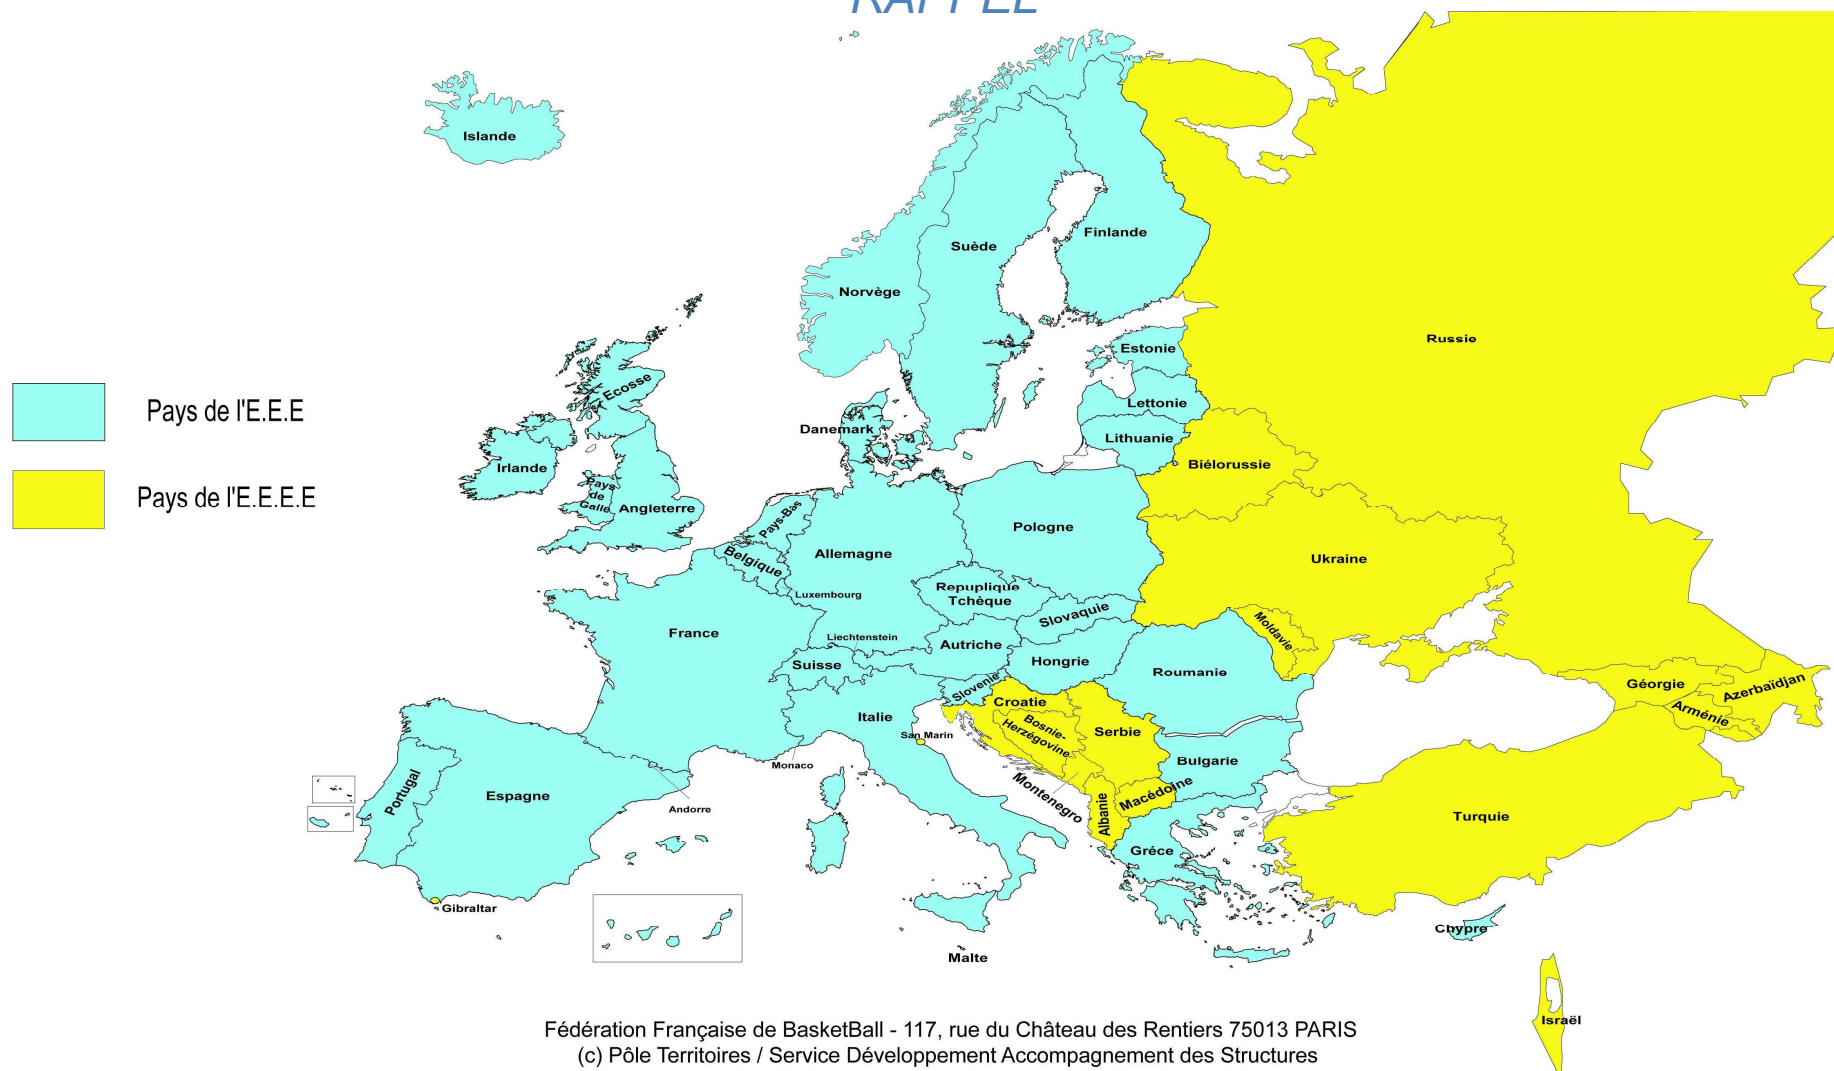 RAPPEL
Islande
Suède
Finlande
Norvège
Russie
Estonie
Ecosse
Pays de l'E.E.E
Lettonie
Danemark
Lithuanie
Irlande
Biélorussie
Pays
de
Galle
Pays de l'E.E.E.E
Angleterre
Pays-Bas
Pologne
Allemagne
Belgique
Ukraine
Repuplique
Tchèque
Luxembourg
Slovaquie
France
Liechtenstein
Autriche
Moldavie
Suisse
Hongrie
Roumanie
Slovenie
Géorgie
Azerbaïdjan
Croatie
Arménie
Italie
Bosnie-
Herzégovine
Serbie
San Marin
Monaco
Bulgarie
Montenegro
Portugal
Espagne
Andorre
Albanie
Macédoine
Turquie
Gréce
Gibraltar
Chypre
Malte
Israël
Fédération Française de BasketBall - 117, rue du Château des Rentiers 75013 PARIS
(c) Pôle Territoires / Service Développement Accompagnement des Structures